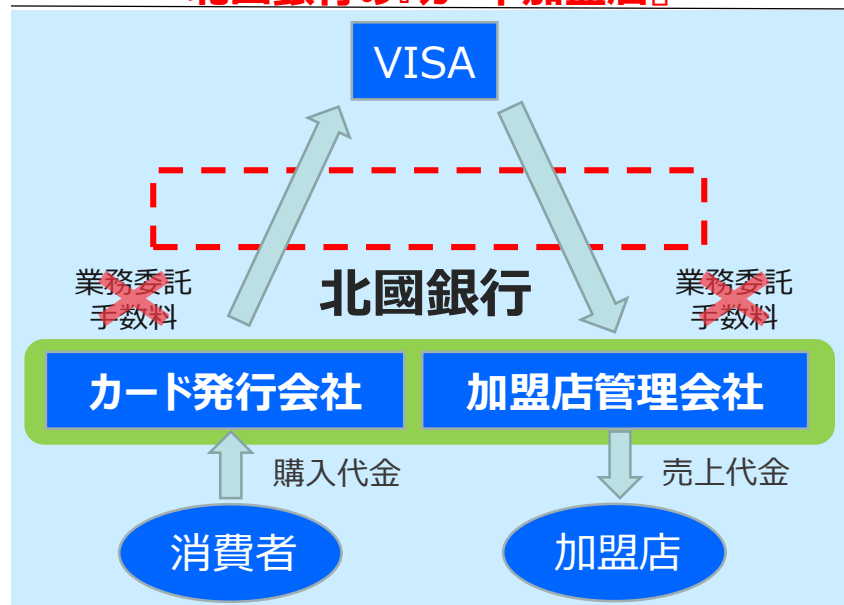 VISA
業務委託
手数料
北國銀行
業務委託
手数料
カード発行会社
加盟店管理会社
購入代金
売上代金
消費者
加盟店